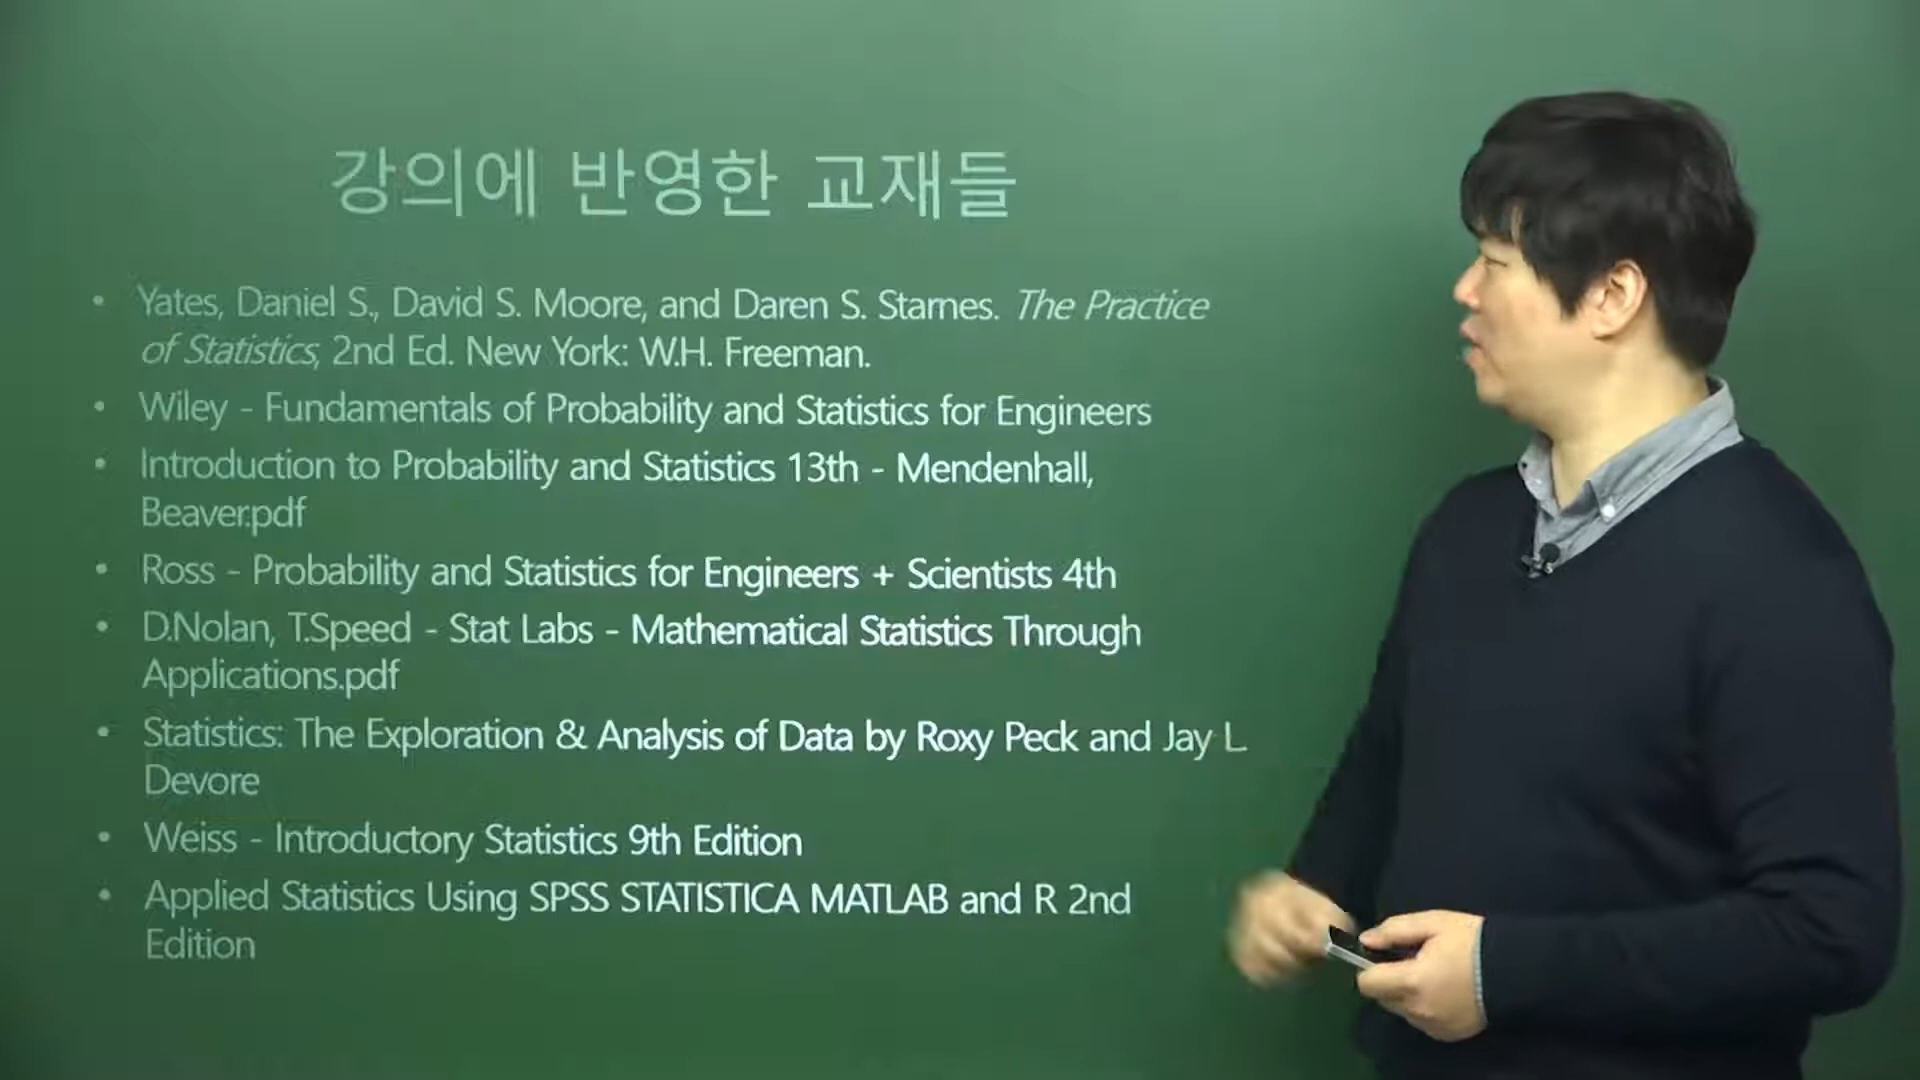 강의에 반영한 교재들
• Yates, Daniel S., David S. Moore, and Daren S. Starnes. The Practice
of Statistics, 2nd Ed. New York: W.H. Freeman.
• Wiley - Fundamentals of Probability and Statistics for Engineers
• Introduction to Probability and Statistics 13th - Mendenhall,
Beaver.pdf
• Ross - Probability and Statistics for Engineers + Scientists 4th
• D.Nolan, T.Speed - Stat Labs - Mathematical Statistics Through
Applications.pdf
• Statistics: The Exploration & Analysis of Data by Roxy Peck and Jay L.
Devore
• Weiss - Introductory Statistics 9th Edition
• Applied Statistics Using SPSS STATISTICA MATLAB and R 2nd
Edition